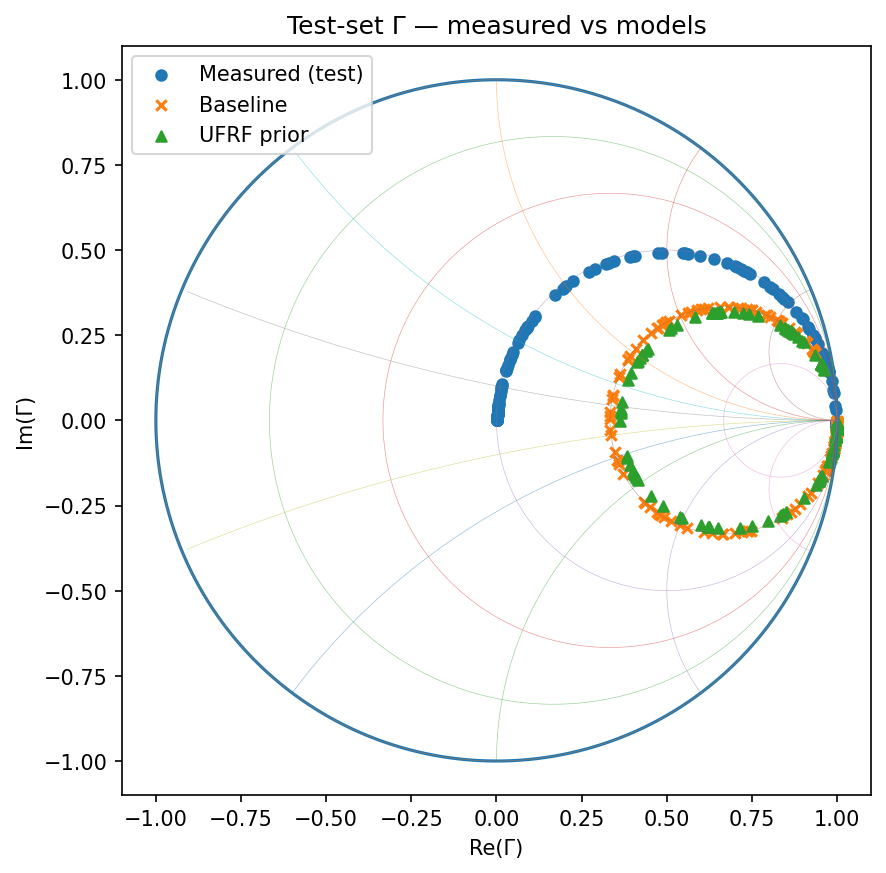 Test-set Γ — measured vs models
Measured (test)
Baseline
UFRF prior
1.00
0.75
0.50
0.25
0.00
−0.25
−0.50
−0.75
−1.00
Im(Γ)
−1.00 −0.75 −0.50 −0.25 0.00 0.25 0.50 0.75 1.00
Re(Γ)